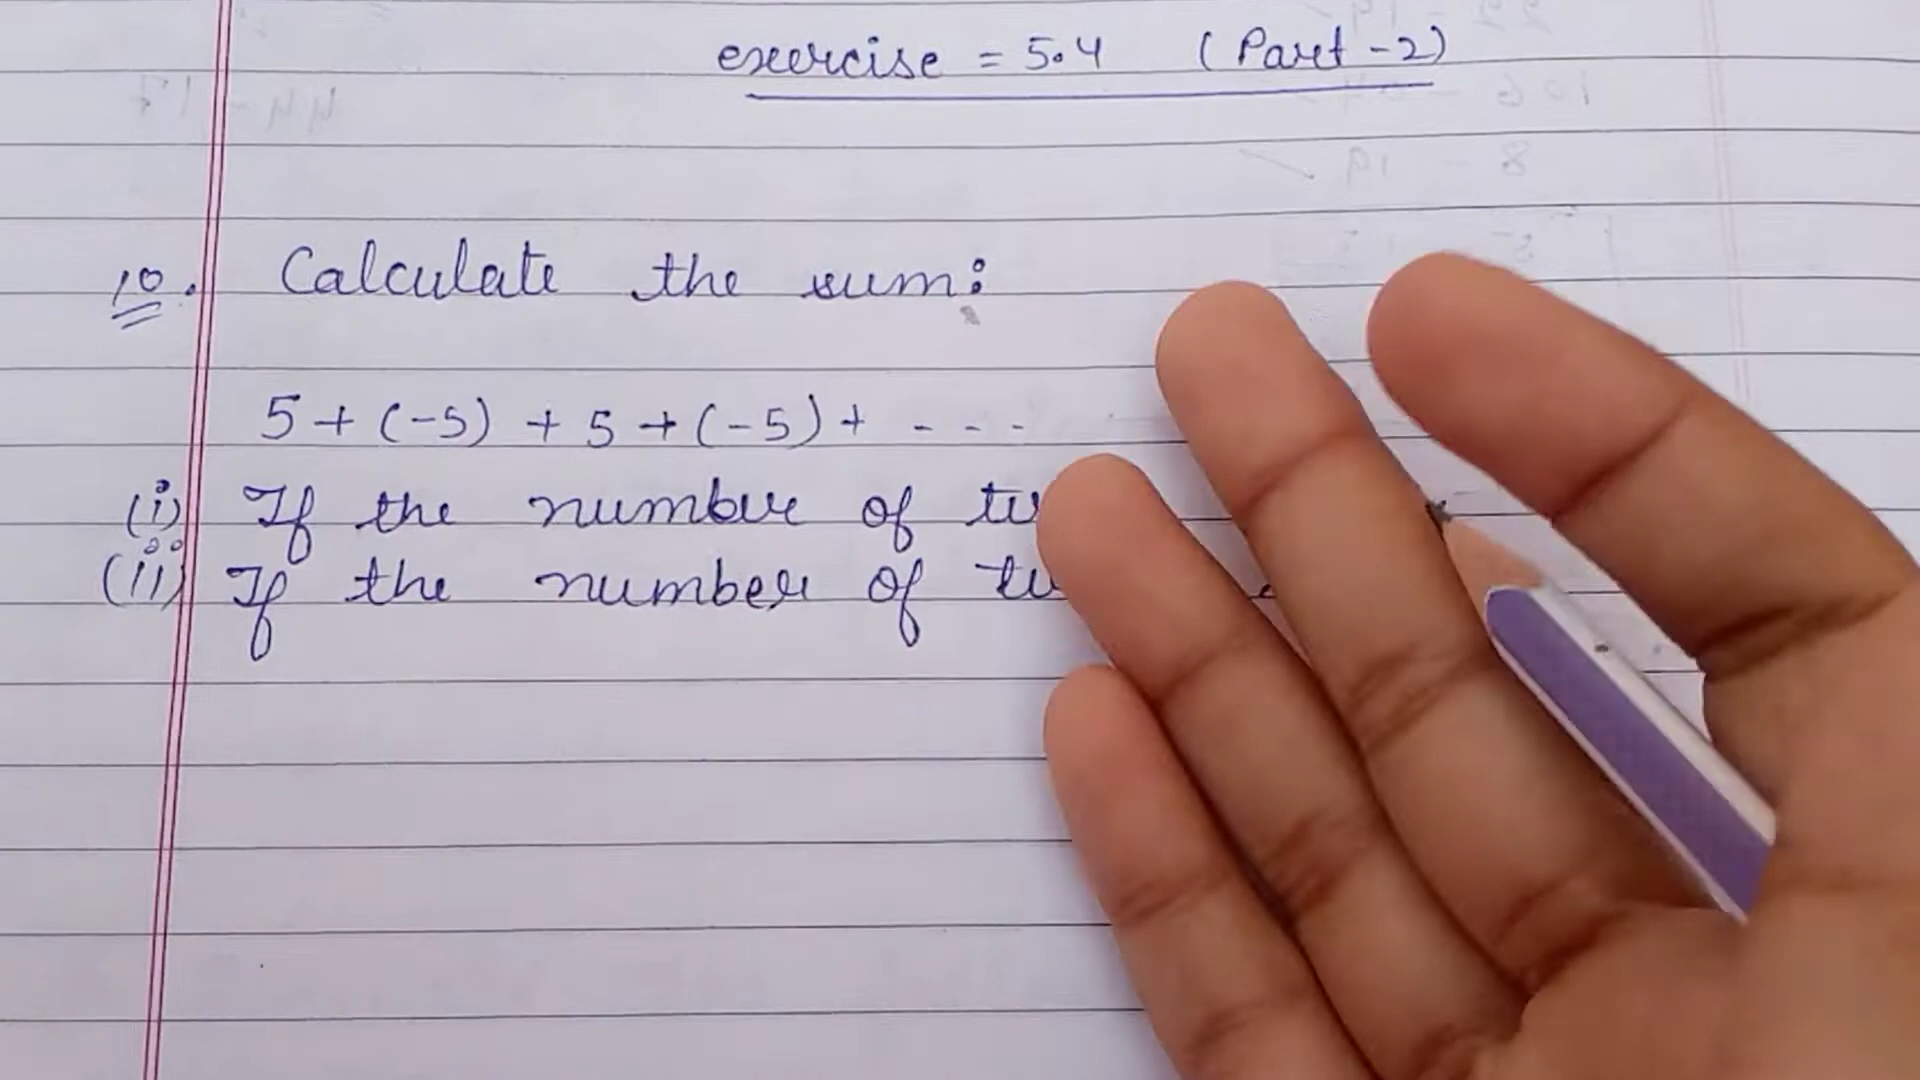 exercise = 5.4 (Part-2)
10. Calculate the sum:
5+(-5)+5+(-5)+ ---
(i) If the number of
(ii) If the number of